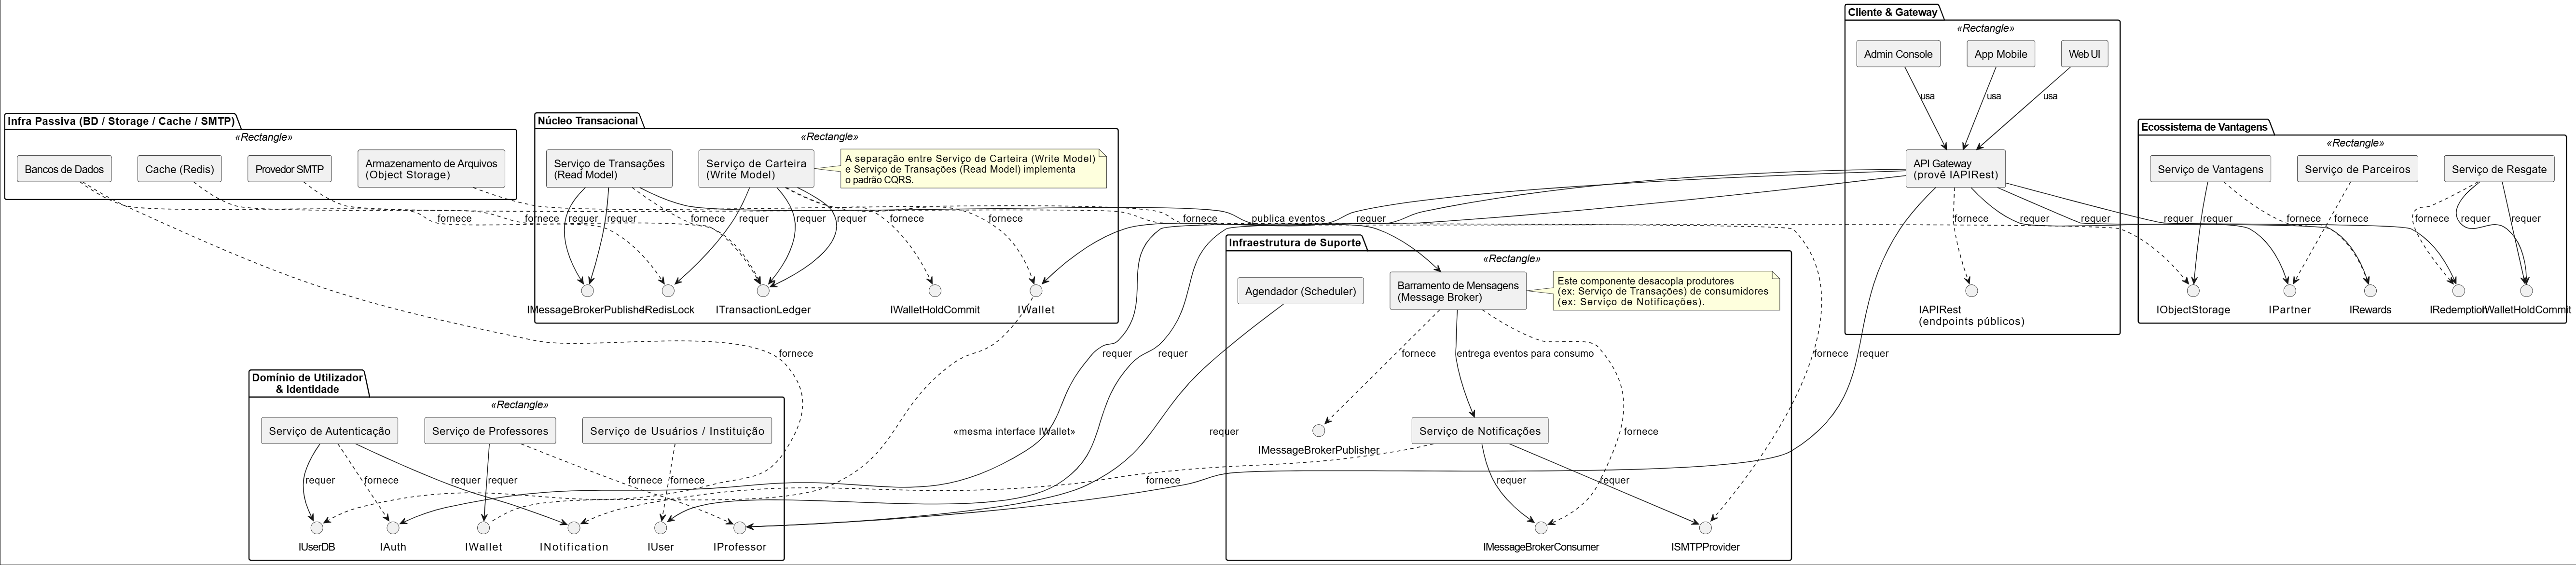 Cliente & Gateway
«Rectangle»
Admin Console
App Mobile
Web UI
usa
usa
usa
API Gateway
(provê IAPIRest)
fornece
requer
requer
requer
requer
requer
requer
requer
IAPIRest
(endpoints públicos)
Infra Passiva (BD / Storage / Cache / SMTP)
«Rectangle»
Bancos de Dados
Cache (Redis)
Provedor SMTP
Armazenamento de Arquivos
(Object Storage)
fornece
fornece
fornece
fornece
fornece
Núcleo Transacional
«Rectangle»
Serviço de Transações
(Read Model)
Serviço de Carteira
(Write Model)
A separação entre Serviço de Carteira (Write Model)
e Serviço de Transações (Read Model) implementa
o padrão CQRS.
requer
requer
fornece
requer
requer
requer
fornece
fornece
publica eventos
IMessageBrokerPublisher
IRedisLock
ITransactionLedger
IWalletHoldCommit
IWallet
Ecossistema de Vantagens
«Rectangle»
Serviço de Vantagens
Serviço de Parceiros
Serviço de Resgate
requer
fornece
fornece
fornece
requer
requer
IObjectStorage
IPartner
IRewards
IRedemption
IWalletHoldCommit
Infraestrutura de Suporte
«Rectangle»
Agendador (Scheduler)
Barramento de Mensagens
(Message Broker)
Este componente desacopla produtores
(ex: Serviço de Transações) de consumidores
(ex: Serviço de Notificações).
fornece
entrega eventos para consumo
fornece
requer
IMessageBrokerPublisher
Serviço de Notificações
requer
requer
fornece
IMessageBrokerConsumer
ISMTPProvider
Domínio de Utilizador
& Identidade
«Rectangle»
Serviço de Autenticação
Serviço de Professores
Serviço de Usuários / Instituição
«mesma interface IWallet»
requer
fornece
requer
requer
fornece
fornece
IUserDB
IAuth
IWallet
INotification
IUser
IProfessor